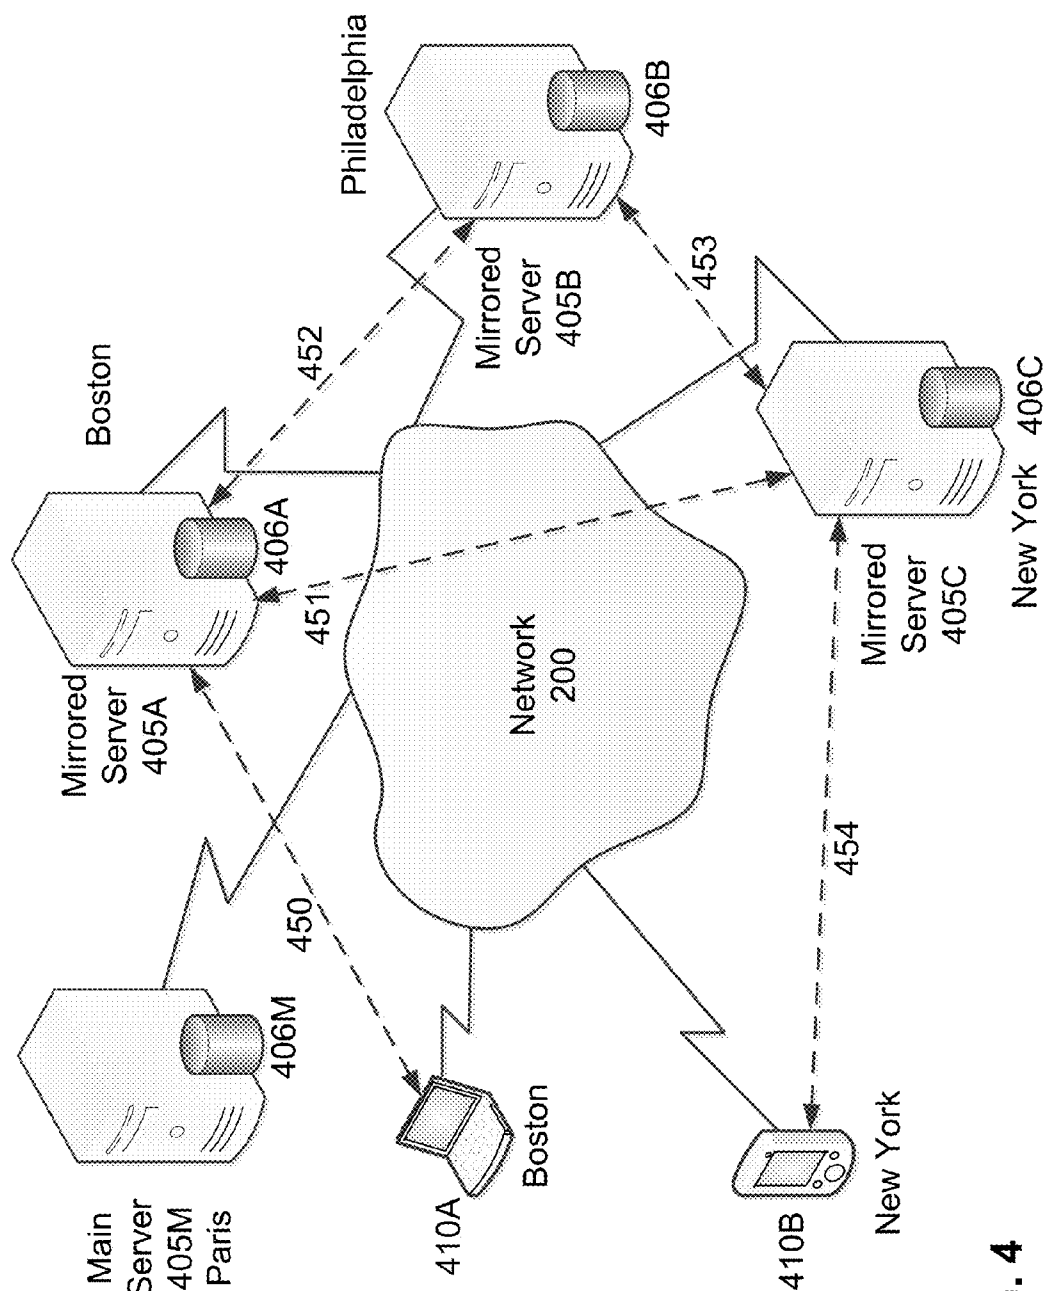 Main
Server
405M
Paris
406M
Mirrored
Server
405A
406A
Boston
450
451
452
Philadelphia
406B
Mirrored
Server
405B
453
Network
200
410A
Boston
410B
New York
454
Mirrored
Server
405C
New York
406C
. 4